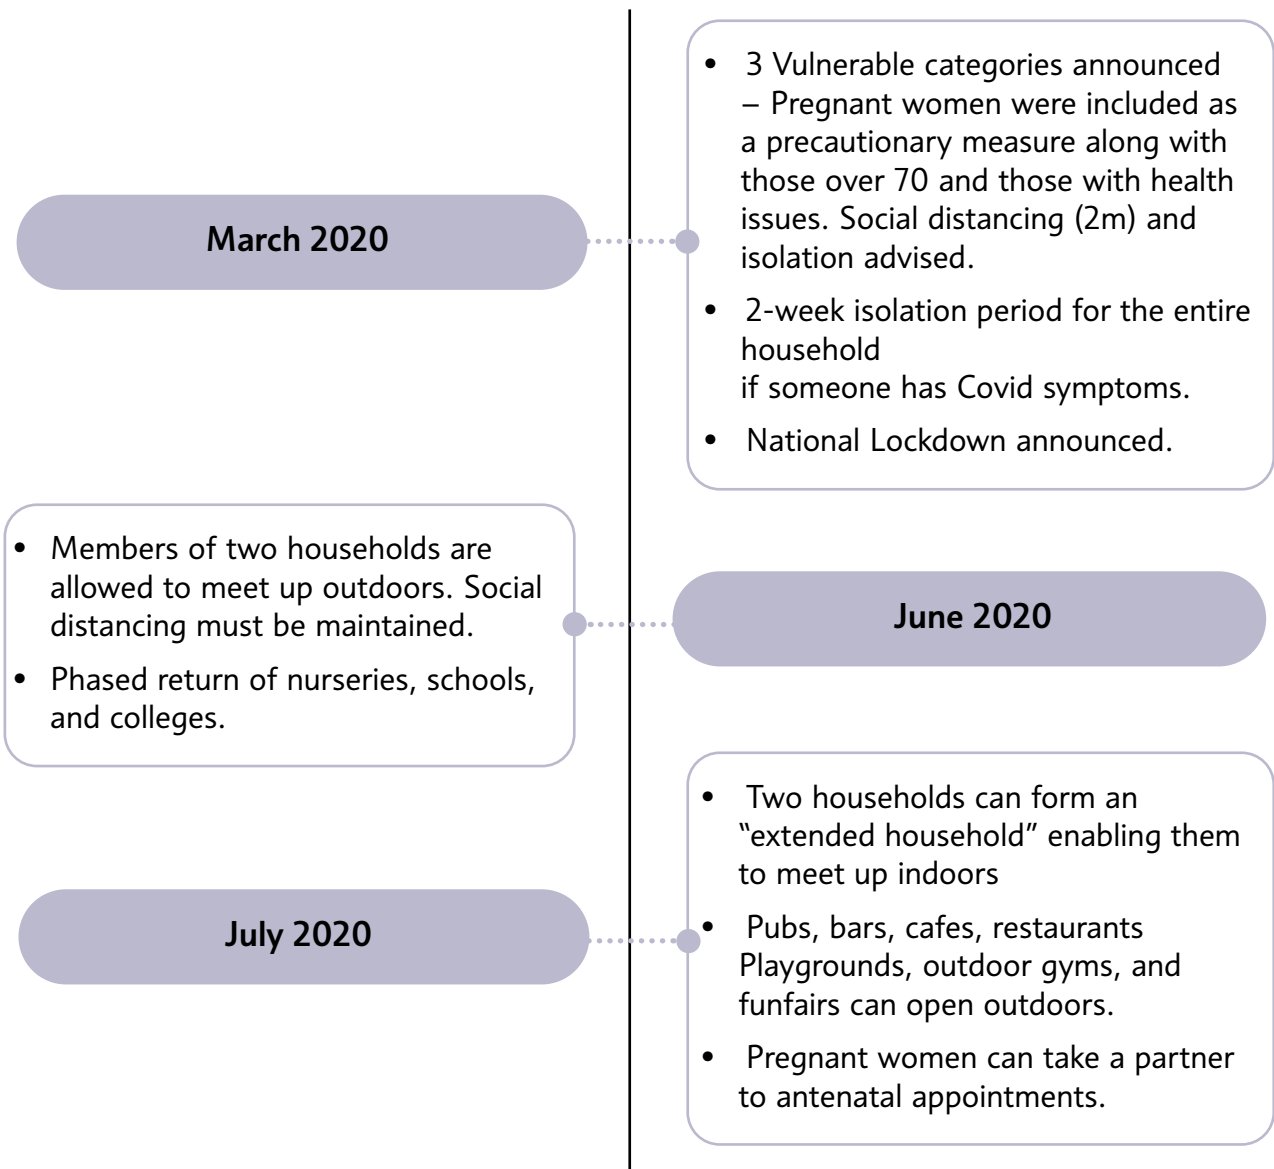 March 2020
• 3 Vulnerable categories announced
– Pregnant women were included as
a precautionary measure along with
those over 70 and those with health
issues. Social distancing (2m) and
isolation advised.
• 2-week isolation period for the entire
household
if someone has Covid symptoms.
• National Lockdown announced.
June 2020
• Members of two households are
allowed to meet up outdoors. Social
distancing must be maintained.
• Phased return of nurseries, schools,
and colleges.
July 2020
• Two households can form an
“extended household” enabling them
to meet up indoors
• Pubs, bars, cafes, restaurants
Playgrounds, outdoor gyms, and
funfairs can open outdoors.
• Pregnant women can take a partner
to antenatal appointments.